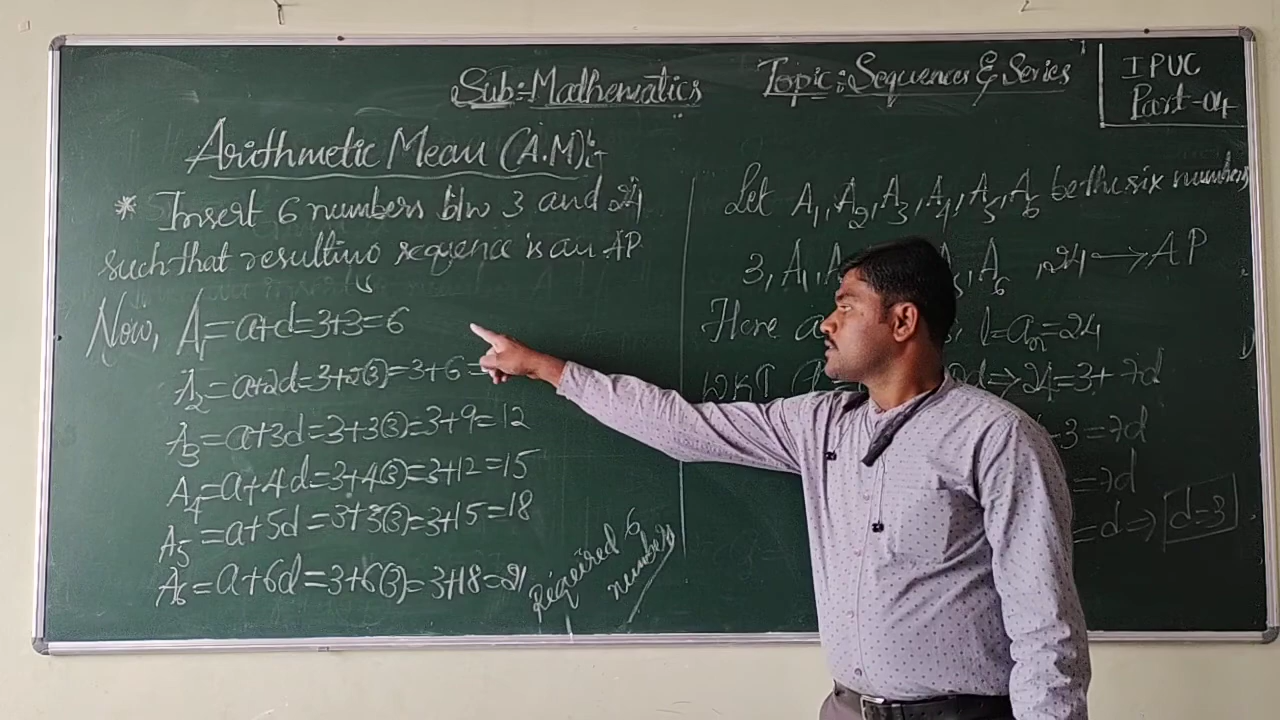 Sub:- Mathematics
Topic: Sequences & Series
I PUC
Part-04
Arithmetic Mean (A.M):-
* Insert 6 numbers b/w 3 and 24
such that resulting sequence is an AP
Now, A₁=a+d=3+3=6
A₂=a+2d=3+2(3)=3+6=
A₃=a+3d=3+3(3)=3+9=12
A₄=a+4d=3+4(3)=3+12=15
A₅=a+5d=3+5(3)=3+15=18
A₆=a+6d=3+6(3)=3+18=21
Required 6
numbers
Let A₁, A₂, A₃, A₄, A₅, A₆ be the six numbers
3, A₁, A₆, 24→AP
Here l=aₙ=24
WKT d⇒24=3+7d
3=7d
=7d
=d⇒ d=3